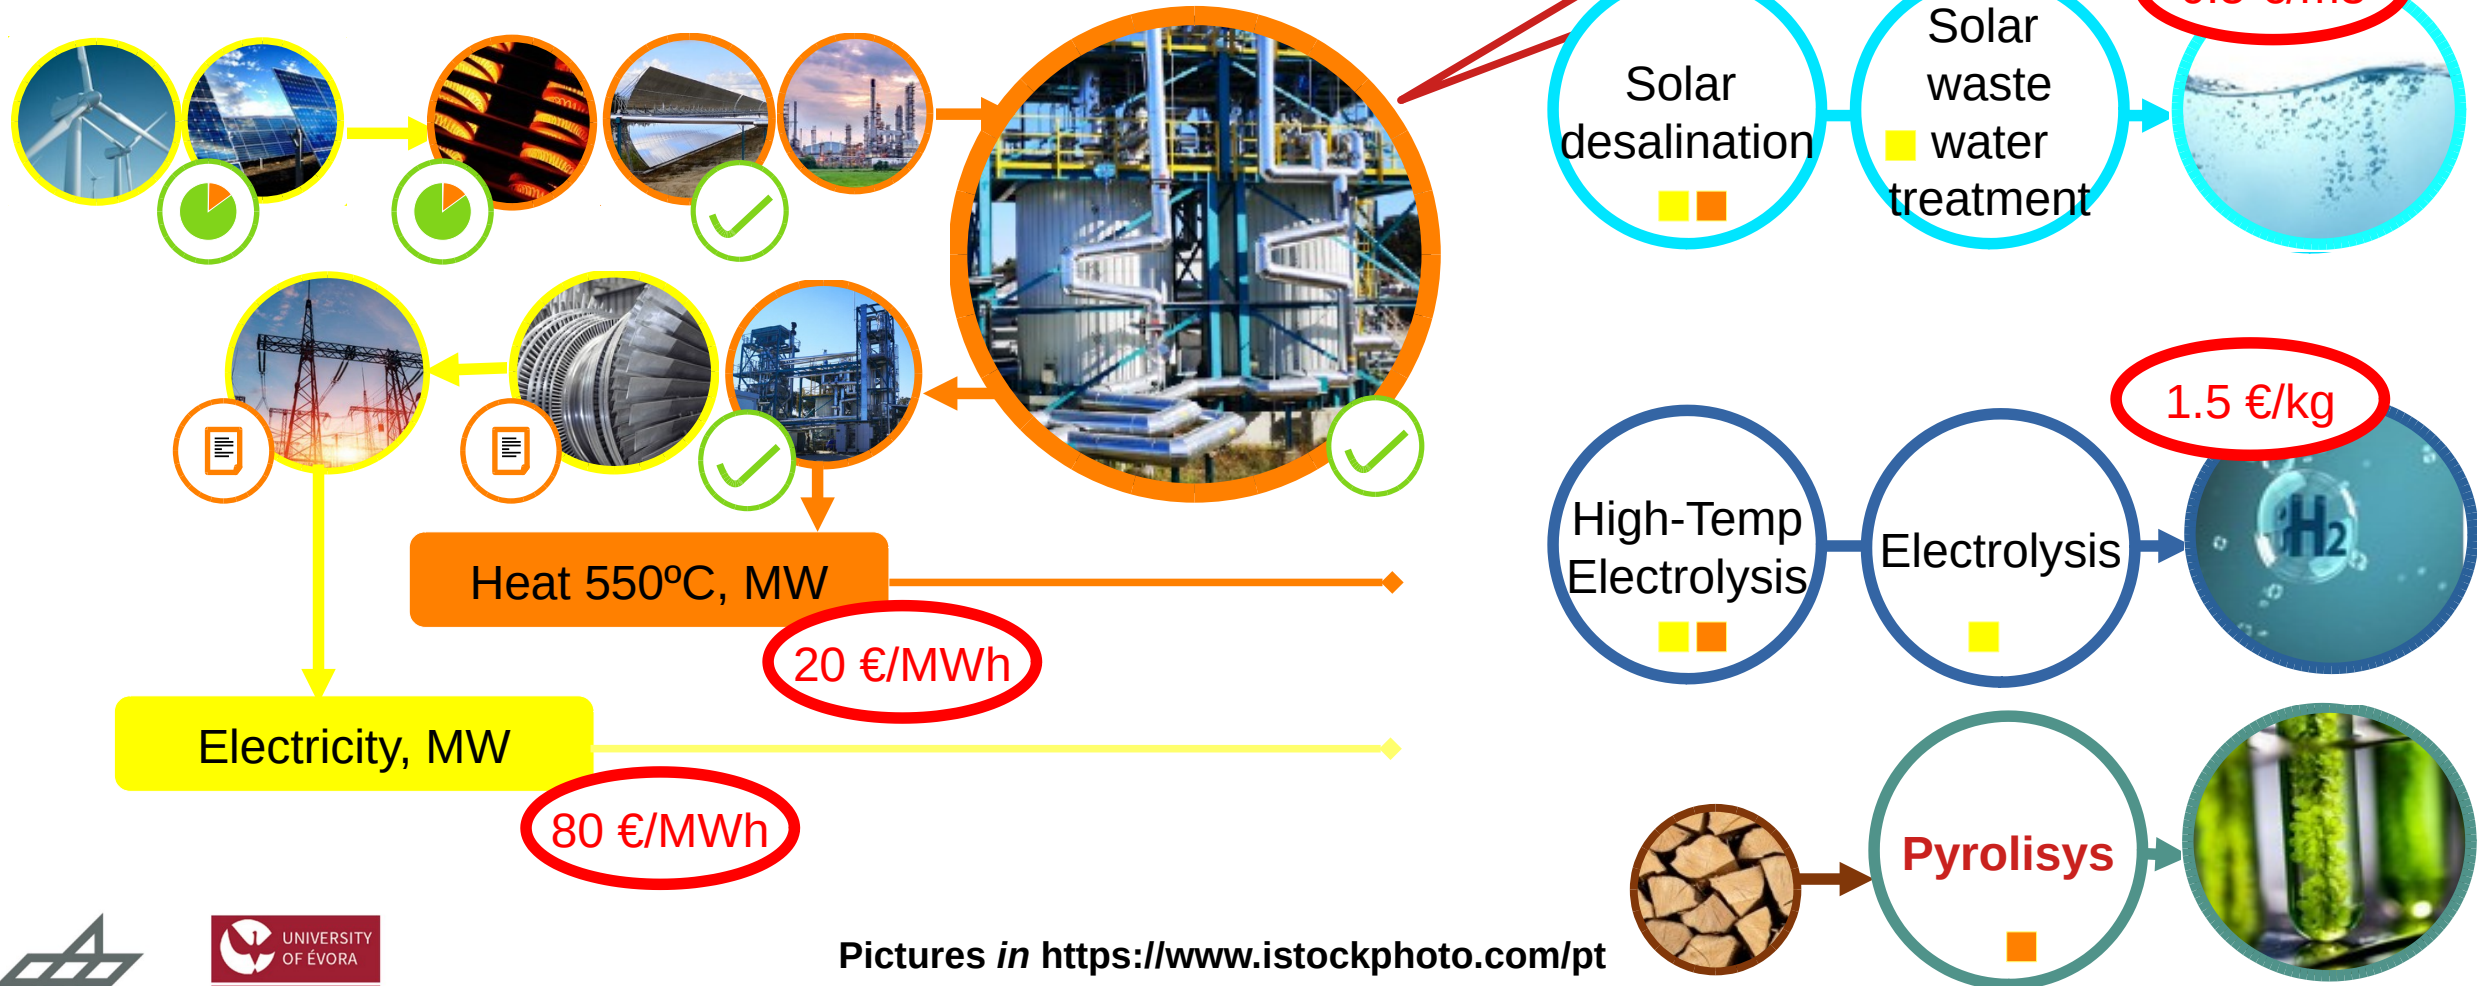 Solar
desalination
Solar
waste
water
treatment
1.5 €/kg
High-Temp
Electrolysis
Electrolysis
H2
Heat 550ºC, MW
20 €/MWh
Electricity, MW
80 €/MWh
Pyrolisys
UNIVERSITY
OF ÉVORA
Pictures in https://www.istockphoto.com/pt